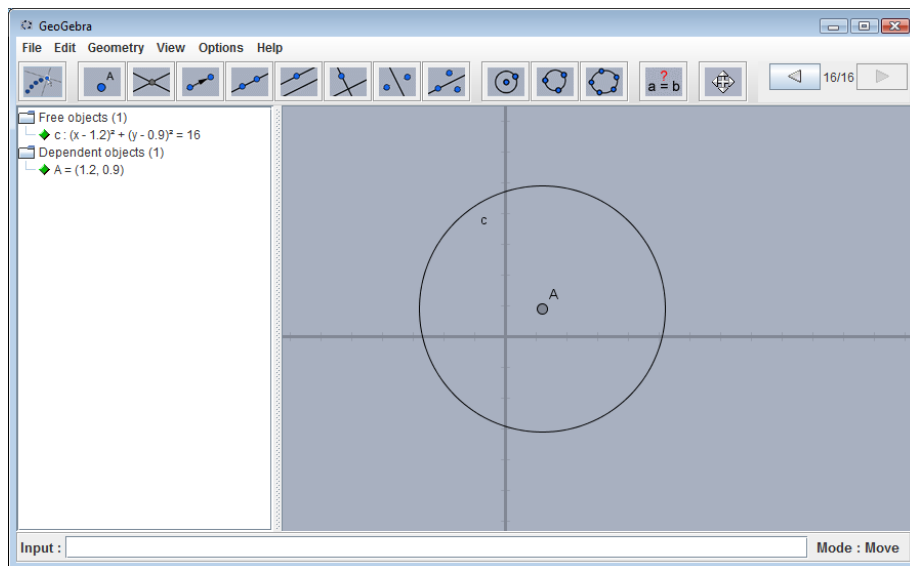 GeoGebra
File Edit Geometry View Options Help
A
?
a = b
16/16
Free objects (1)
c : (x - 1.2)² + (y - 0.9)² = 16
Dependent objects (1)
A = (1.2, 0.9)
c
A
Input :
Mode : Move